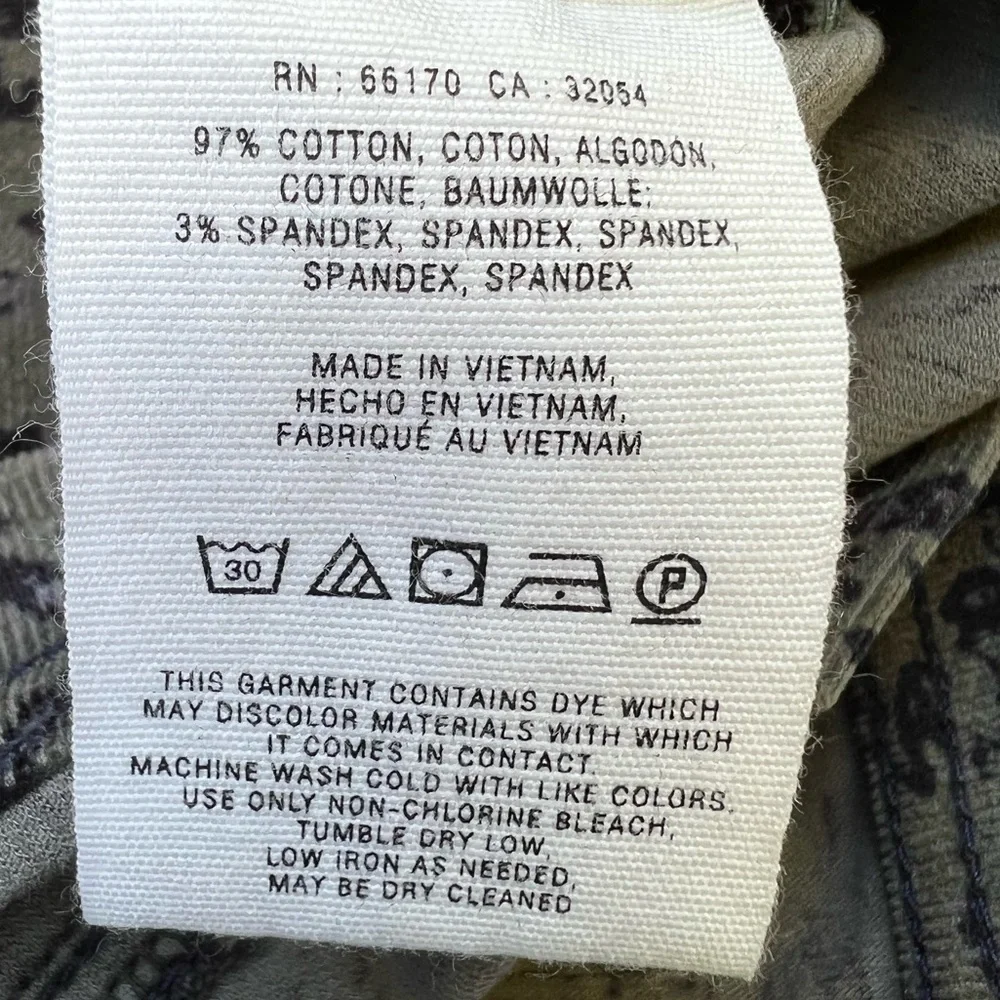 RN : 66170 CA : 32054
97% COTTON, COTON, ALGODÓN,
COTONE, BAUMWOLLE;
3% SPANDEX, SPANDEX, SPANDEX,
SPANDEX, SPANDEX
MADE IN VIETNAM,
HECHO EN VIETNAM,
FABRIQUÉ AU VIETNAM
30 P
THIS GARMENT CONTAINS DYE WHICH
MAY DISCOLOR MATERIALS WITH WHICH
IT COMES IN CONTACT.
MACHINE WASH COLD WITH LIKE COLORS.
USE ONLY NON-CHLORINE BLEACH,
TUMBLE DRY LOW,
LOW IRON AS NEEDED,
MAY BE DRY CLEANED